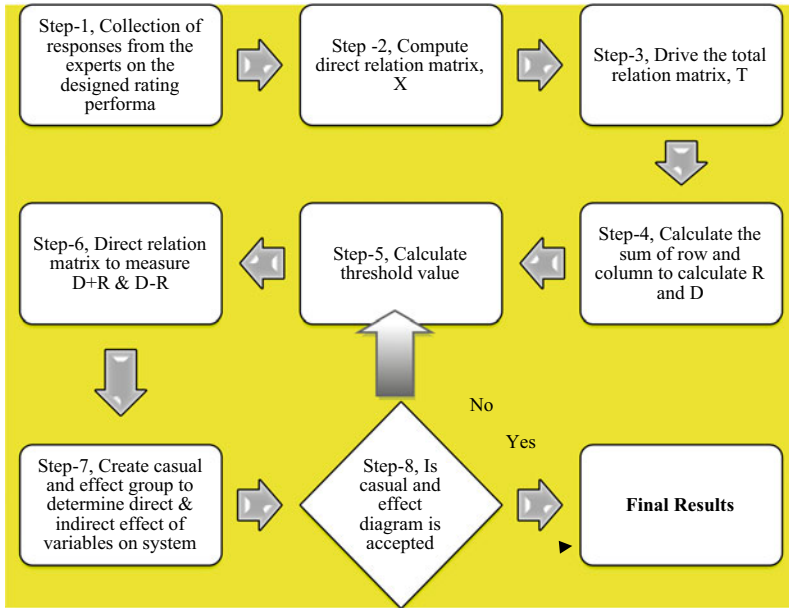 Step-1, Collection of
responses from the
experts on the
designed rating
performa
Step -2, Compute
direct relation matrix,
X
Step-3, Drive the total
relation matrix, T
Step-4, Calculate the
sum of row and
column to calculate R
and D
Step-5, Calculate
threshold value
Step-6, Direct relation
matrix to measure
D+R & D-R
Step-7, Create casual
and effect group to
determine direct &
indirect effect of
variables on system
Step-8, Is
casual and
effect
diagram is
accepted
No
Yes
Final Results